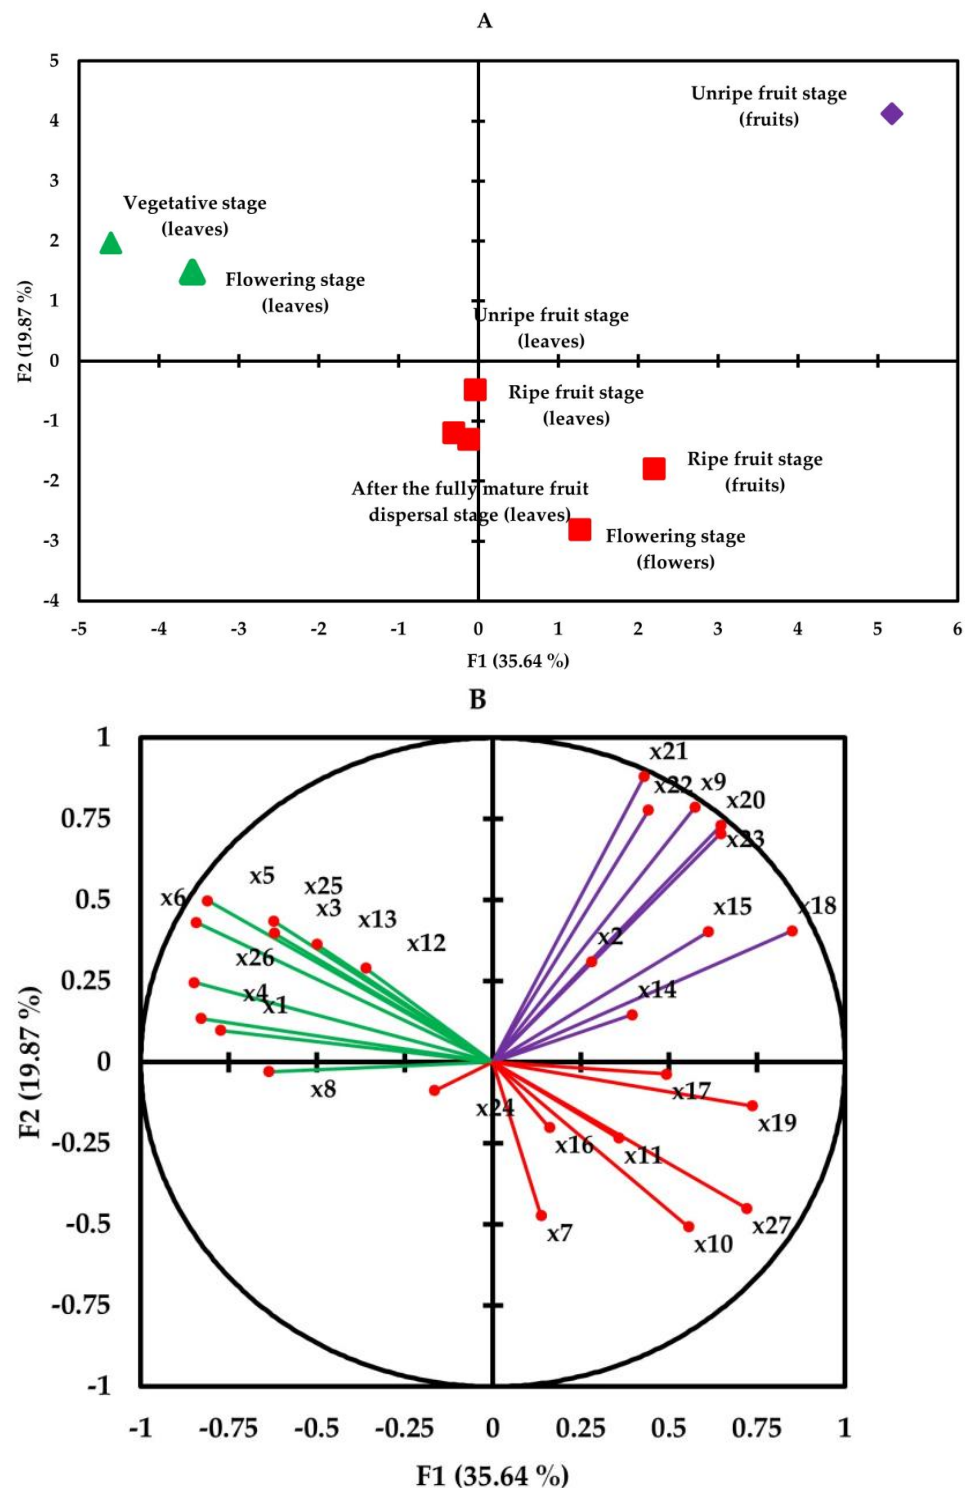 A
5
4
3
2
1
0
-1
-2
-3
-4
F2 (19.87 %)
Unripe fruit stage
(fruits)
Vegetative stage
(leaves)
Flowering stage
(leaves)
Unripe fruit stage
(leaves)
Ripe fruit stage
(leaves)
Ripe fruit stage
(fruits)
After the fully mature fruit
dispersal stage (leaves)
Flowering stage
(flowers)
-5 -4 -3 -2 -1 0 1 2 3 4 5 6
F1 (35.64 %)
B
1
0.75
0.5
0.25
0
-0.25
-0.5
-0.75
-1
F2 (19.87 %)
x21
x22 x9
x20
x23
x5
x25
x6
x3
x13
x15
x18
x12
x2
x26
x4
x1
x14
x8
x17
x24
x19
x16
x11
x7
x10
x27
-1 -0.75 -0.5 -0.25 0 0.25 0.5 0.75 1
F1 (35.64 %)